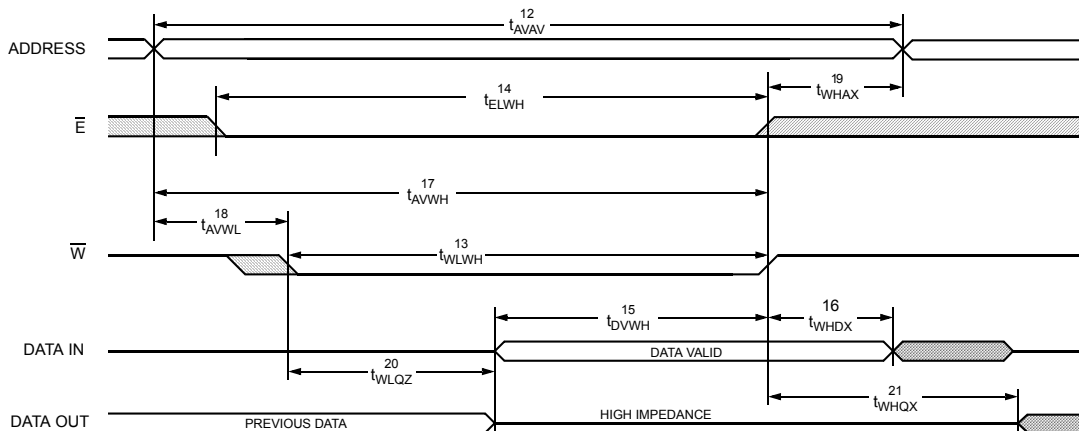 12
tAVAV
ADDRESS
14
tELWH
19
tWHAX
E
17
tAVWH
18
tAVWL
13
tWLWH
W
15
tDVWH
16
tWHDX
DATA IN
DATA VALID
20
tWLQZ
21
tWHQX
DATA OUT
PREVIOUS DATA
HIGH IMPEDANCE